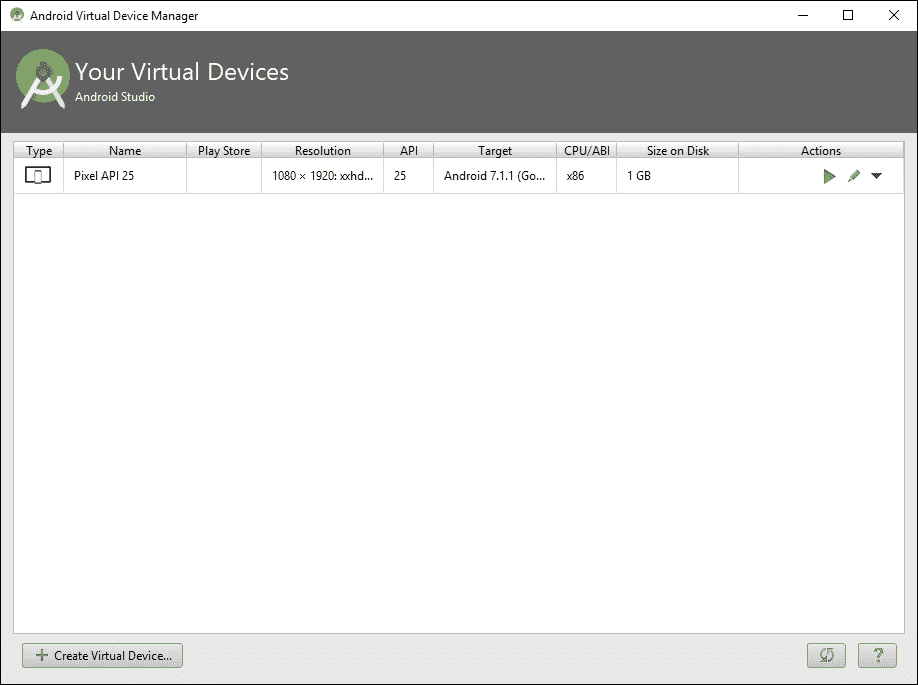 Android Virtual Device Manager
Your Virtual Devices
Android Studio
Type Name Play Store Resolution API Target CPU/ABI Size on Disk Actions
Pixel API 25 1080 × 1920: xxhd... 25 Android 7.1.1 (Go... x86 1 GB
Create Virtual Device... ?